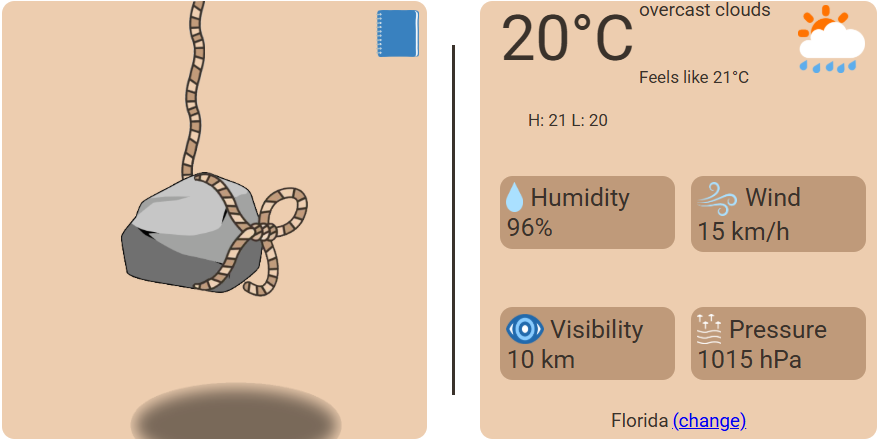 20°C
overcast clouds
Feels like 21°C
H: 21 L: 20
Humidity
96%
Wind
15 km/h
Visibility
10 km
Pressure
1015 hPa
Florida (change)